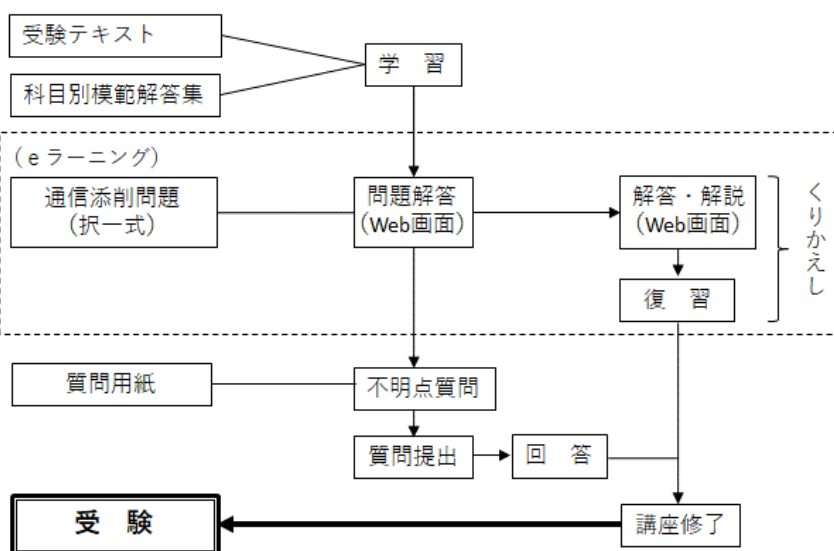 受験テキスト
学　習
科目別模範解答集
(eラーニング)
通信添削問題
(択一式)
問題解答
(Web画面)
解答・解説
(Web画面)
くりかえし
復　習
質問用紙
不明点質問
質問提出
回　答
受　験
講座修了